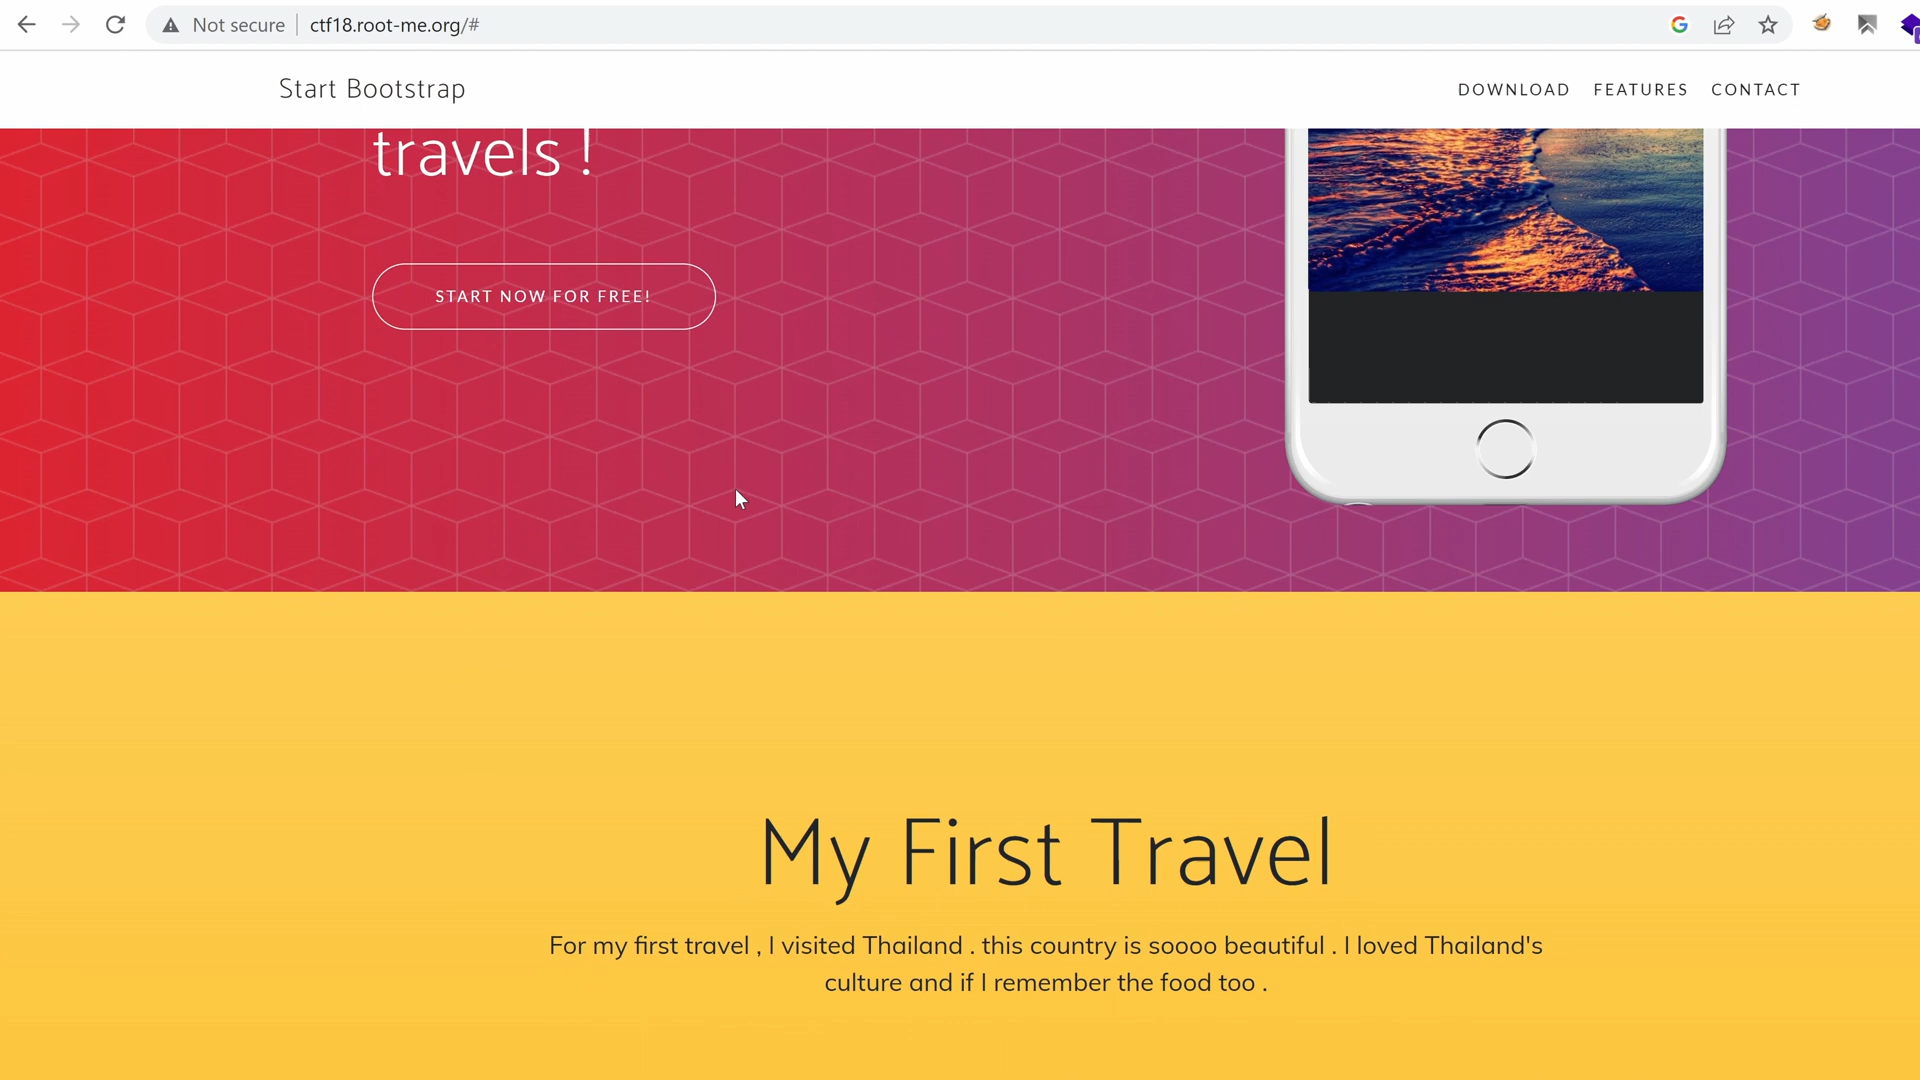 Not secure ctf18.root-me.org/#
Start Bootstrap DOWNLOAD FEATURES CONTACT
travels !
START NOW FOR FREE!
My First Travel
For my first travel , I visited Thailand . this country is soooo beautiful . I loved Thailand's
culture and if I remember the food too .